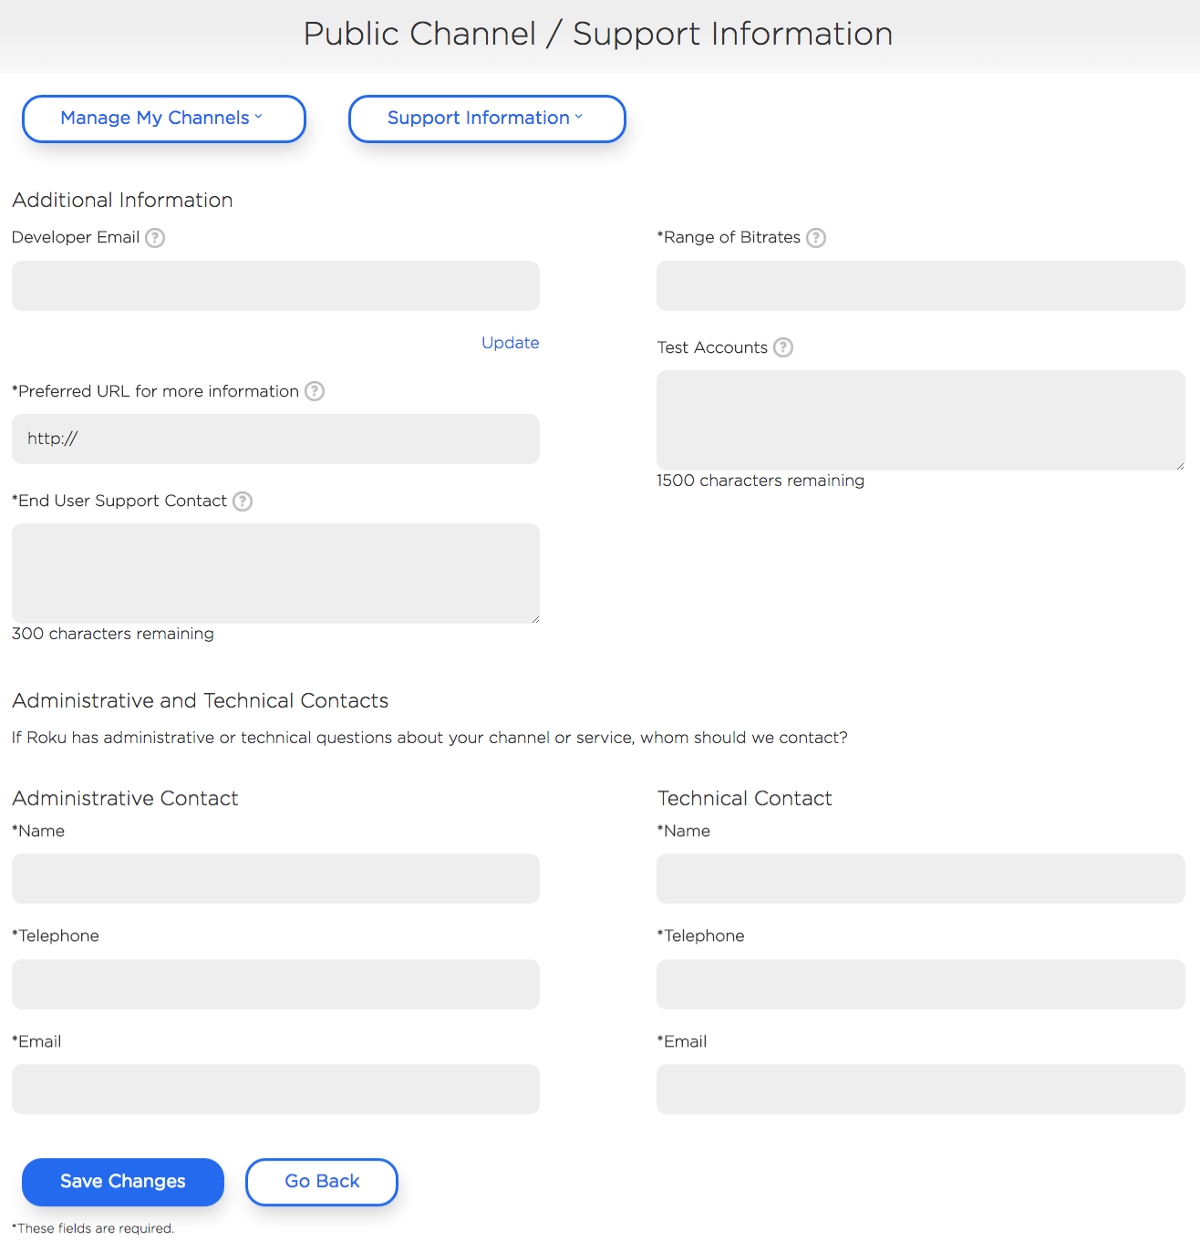 Public Channel / Support Information
Manage My Channels
Support Information
Additional Information
Developer Email ?
Update
*Preferred URL for more information ?
http://
*End User Support Contact ?
300 characters remaining
*Range of Bitrates ?
Test Accounts ?
1500 characters remaining
Administrative and Technical Contacts
If Roku has administrative or technical questions about your channel or service, whom should we contact?
Administrative Contact
*Name
*Telephone
*Email
Technical Contact
*Name
*Telephone
*Email
Save Changes
Go Back
*These fields are required.